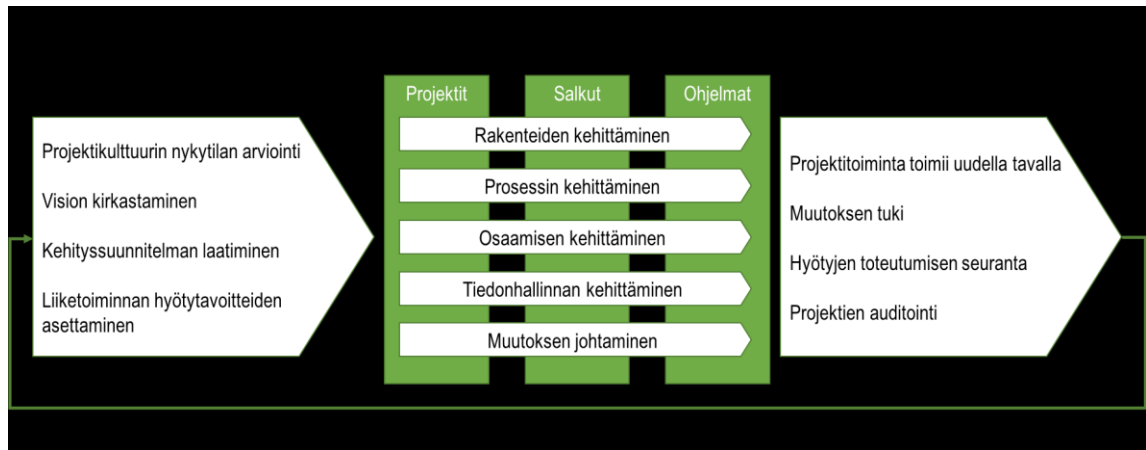 Projektikulttuurin nykytilan arviointi
Vision kirkastaminen
Kehityssuunnitelman laatiminen
Liiketoiminnan hyötytavoitteiden
asettaminen
Projektit
Salkut
Ohjelmat
Rakenteiden kehittäminen
Prosessin kehittäminen
Osaamisen kehittäminen
Tiedonhallinnan kehittäminen
Muutoksen johtaminen
Projektitoiminta toimii uudella tavalla
Muutoksen tuki
Hyötyjen toteutumisen seuranta
Projektien auditointi